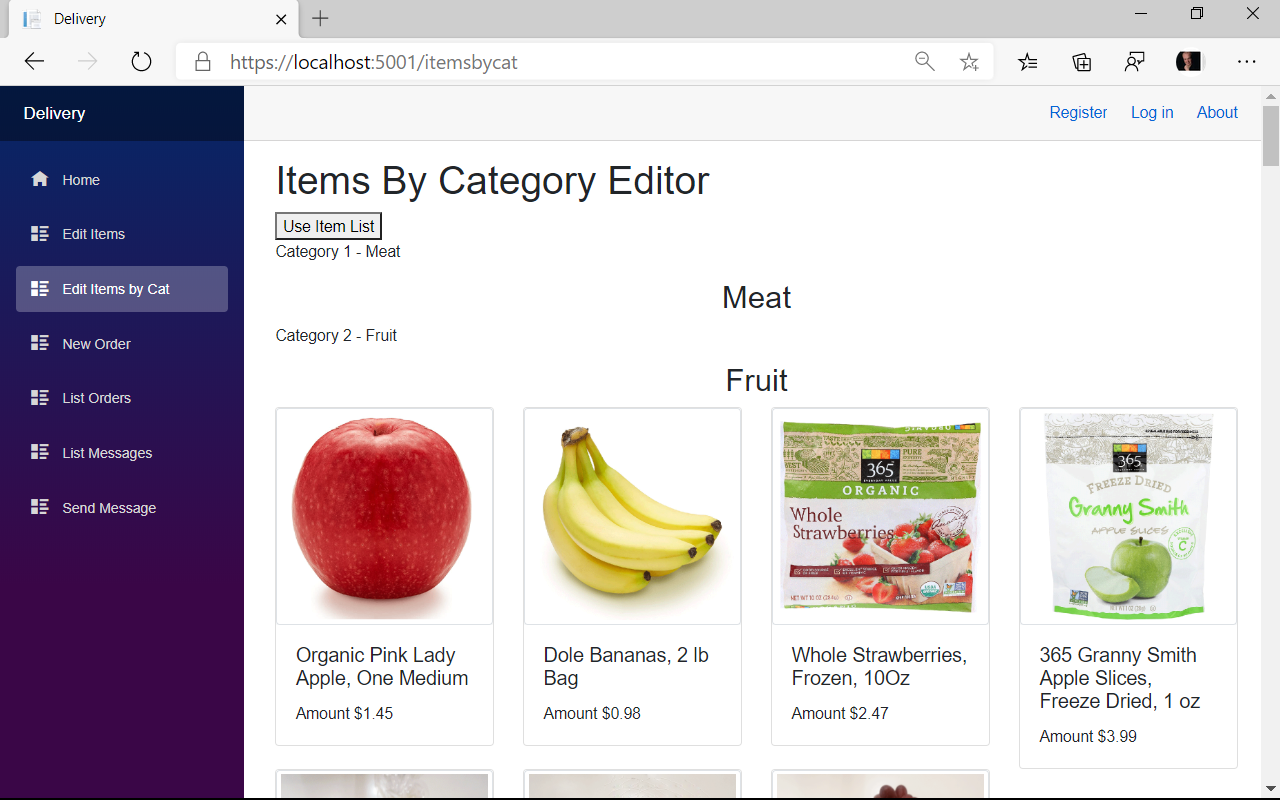 Delivery
https://localhost:5001/itemsbycat
Delivery
Register Log in About
Home
Edit Items
Edit Items by Cat
New Order
List Orders
List Messages
Send Message
Items By Category Editor
Use Item List
Category 1 - Meat
Meat
Category 2 - Fruit
Fruit
365
ORGANIC
Whole
Strawberries
365
FREEZE DRIED
Granny Smith
APPLE SLICES
Organic Pink Lady
Apple, One Medium
Amount $1.45
Dole Bananas, 2 lb
Bag
Amount $0.98
Whole Strawberries,
Frozen, 10Oz
Amount $2.47
365 Granny Smith
Apple Slices,
Freeze Dried, 1 oz
Amount $3.99